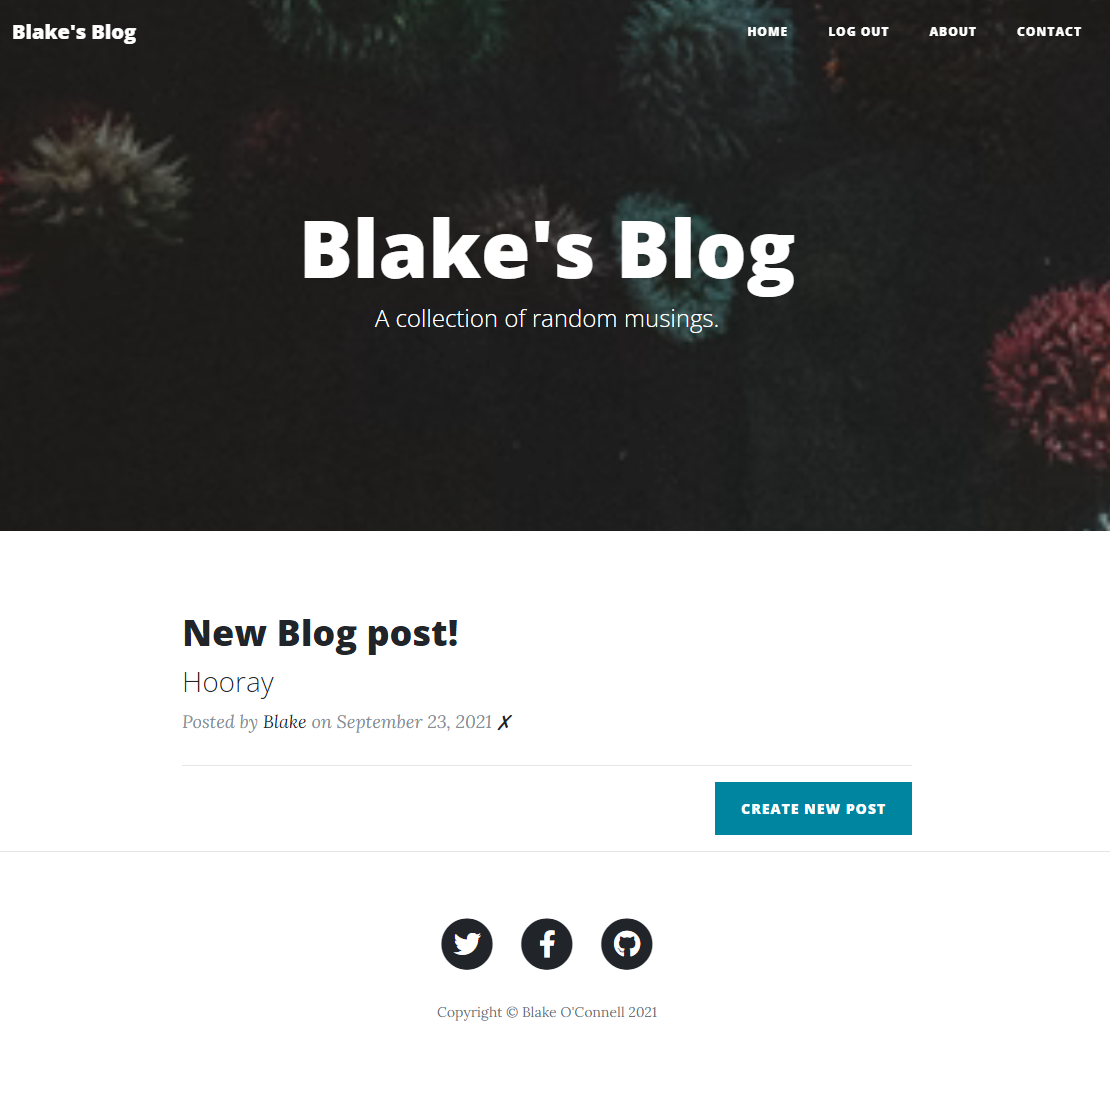 Blake's Blog
HOME LOG OUT ABOUT CONTACT
Blake's Blog
A collection of random musings.
New Blog post!
Hooray
Posted by Blake on September 23, 2021 ✗
CREATE NEW POST
Copyright © Blake O'Connell 2021